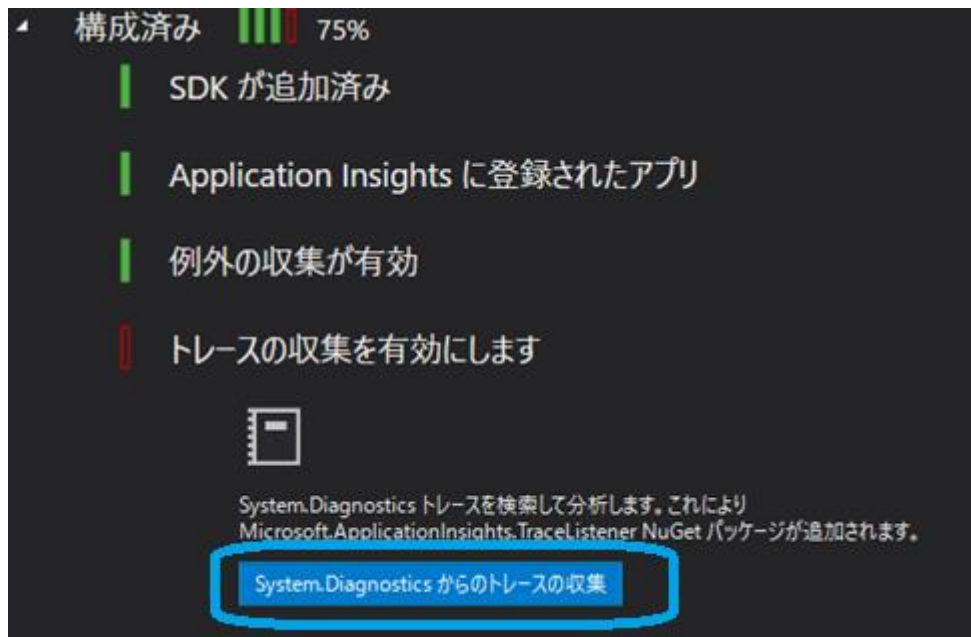 構成済み 75%
SDK が追加済み
Application Insights に登録されたアプリ
例外の収集が有効
トレースの収集を有効にします
System.Diagnostics トレースを検索して分析します。これにより
Microsoft.ApplicationInsights.TraceListener NuGet パッケージが追加されます。
System.Diagnostics からのトレースの収集